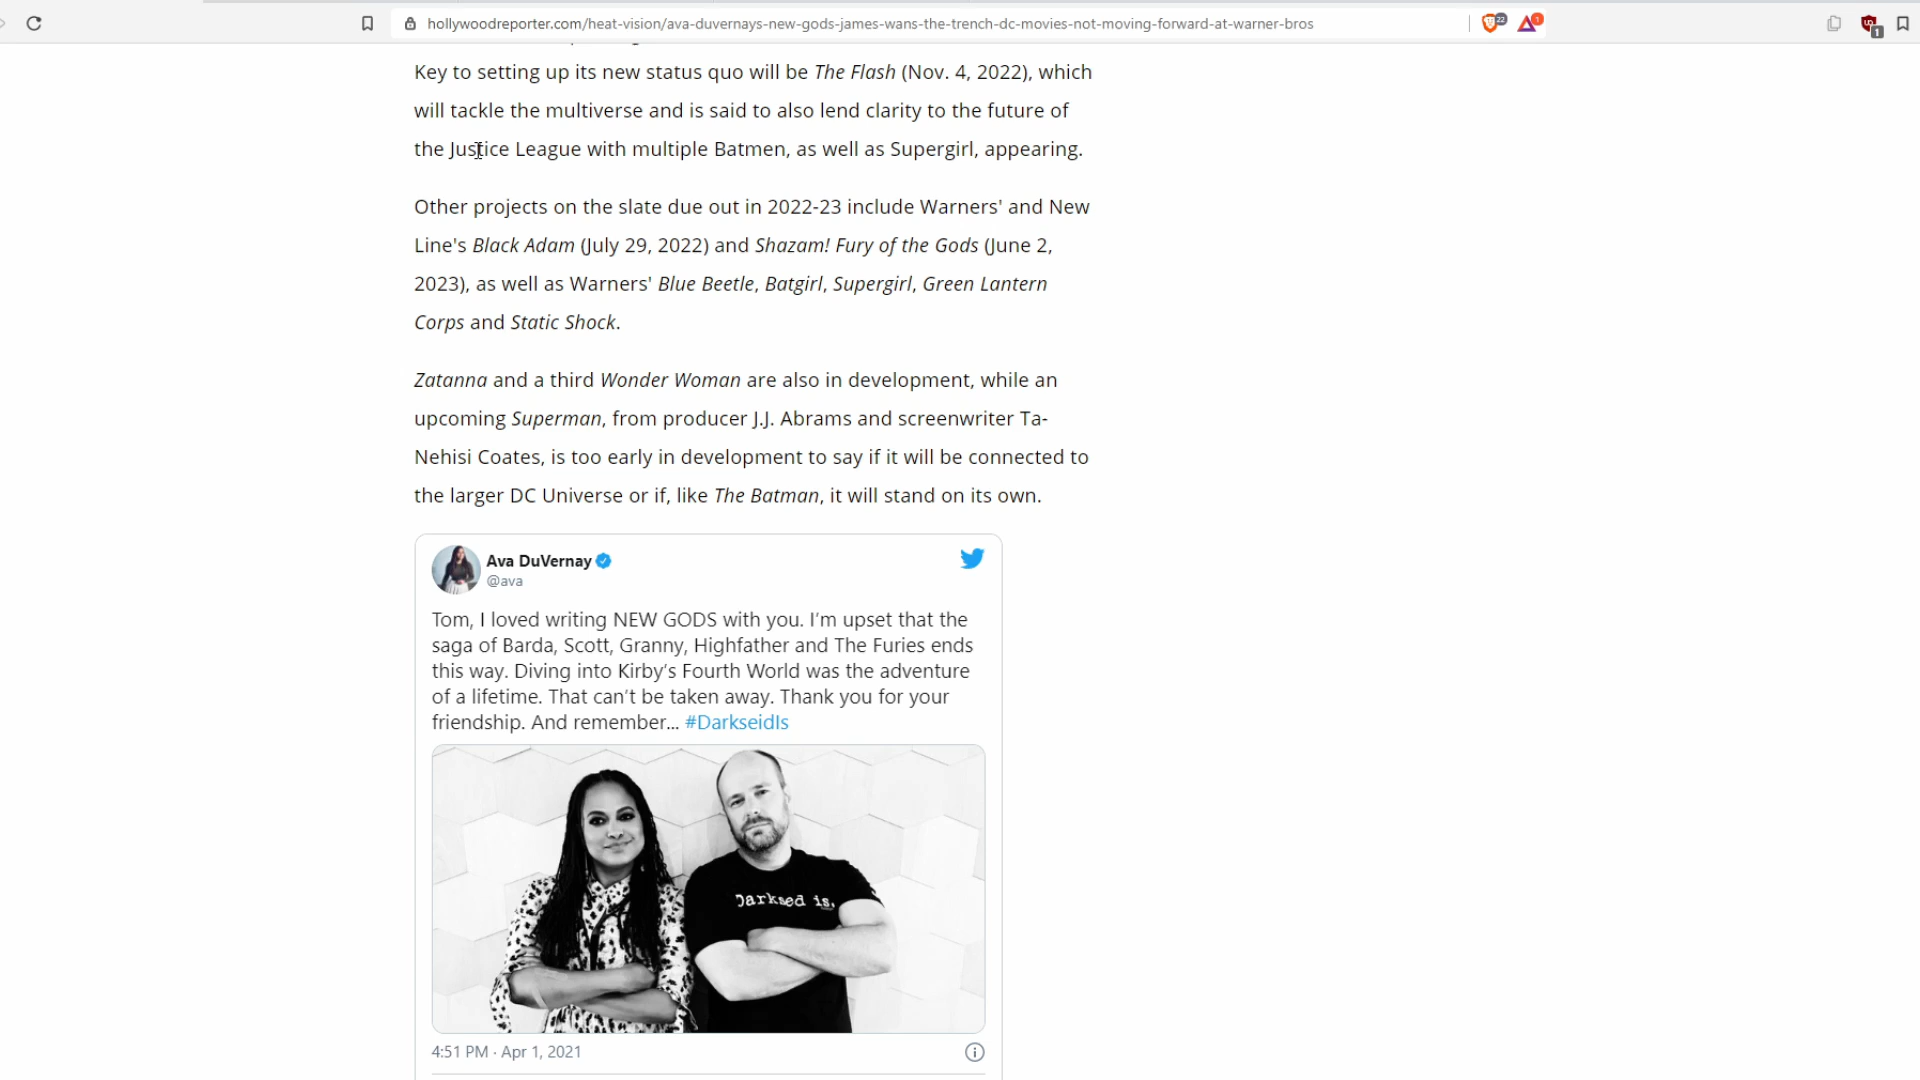 hollywoodreporter.com/heat-vision/ava-duvernays-new-gods-james-wans-the-trench-dc-movies-not-moving-forward-at-warner-bros
22
1
1
Key to setting up its new status quo will be The Flash (Nov. 4, 2022), which
will tackle the multiverse and is said to also lend clarity to the future of
the Justice League with multiple Batmen, as well as Supergirl, appearing.
Other projects on the slate due out in 2022-23 include Warners' and New
Line's Black Adam (July 29, 2022) and Shazam! Fury of the Gods (June 2,
2023), as well as Warners' Blue Beetle, Batgirl, Supergirl, Green Lantern
Corps and Static Shock.
Zatanna and a third Wonder Woman are also in development, while an
upcoming Superman, from producer J.J. Abrams and screenwriter Ta-
Nehisi Coates, is too early in development to say if it will be connected to
the larger DC Universe or if, like The Batman, it will stand on its own.
Ava DuVernay
@ava
Tom, I loved writing NEW GODS with you. I’m upset that the
saga of Barda, Scott, Granny, Highfather and The Furies ends
this way. Diving into Kirby’s Fourth World was the adventure
of a lifetime. That can’t be taken away. Thank you for your
friendship. And remember... #DarkseidIs
is.
4:51 PM · Apr 1, 2021